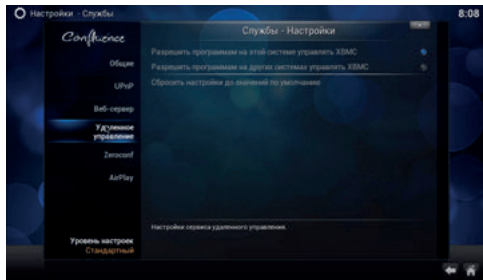 Настройки - Службы
8:08
Confluence
Службы - Настройки
Разрешить программам на этой системе управлять XBMC
Разрешить программам на других системах управлять XBMC
Сбросить настройки до значений по умолчанию
Общие
UPnP
Веб-сервер
Удаленное
управление
Zeroconf
AirPlay
Настройки сервиса удаленного управления.
Уровень настроек
Стандартный